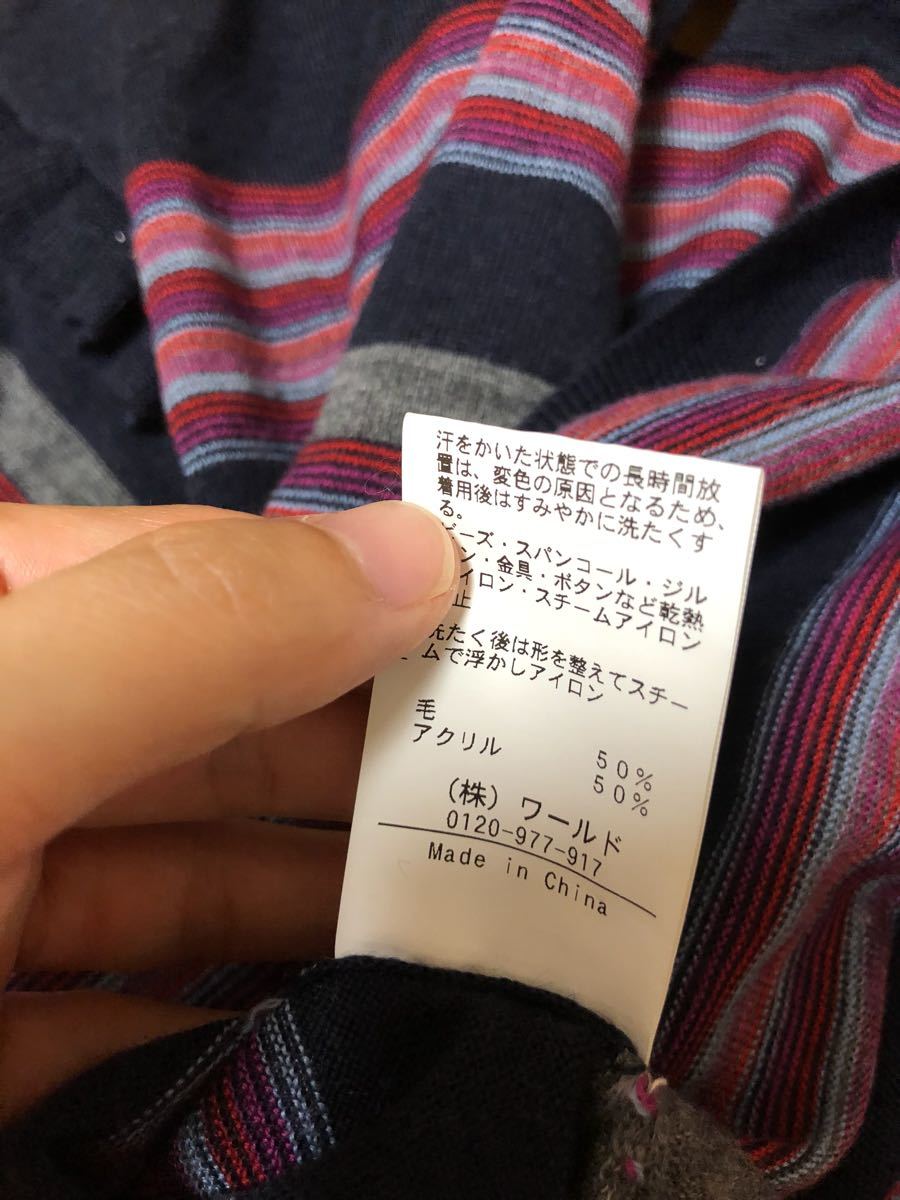 汗をかいた状態での長時間放
置は、変色の原因となるため、
着用後はすみやかに洗たくす
る。
ビーズ・スパンコール・ジル
ン・金具・ボタンなど乾熱
アイロン・スチームアイロン
止
洗たく後は形を整えてスチー
ムで浮かしアイロン
毛 50%
アクリル 50%
(株) ワールド
0120-977-917
Made in China